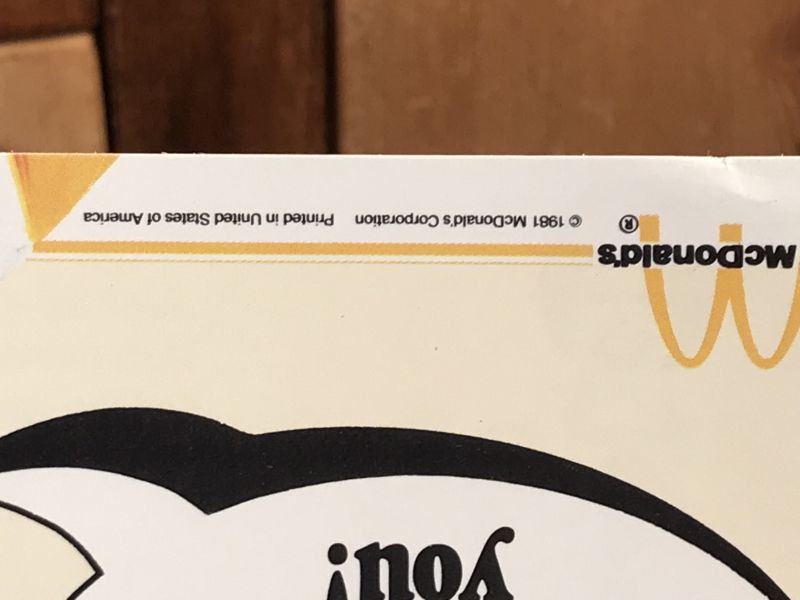 you!
McDonald's ®
© 1981 McDonald's Corporation Printed in United States of America